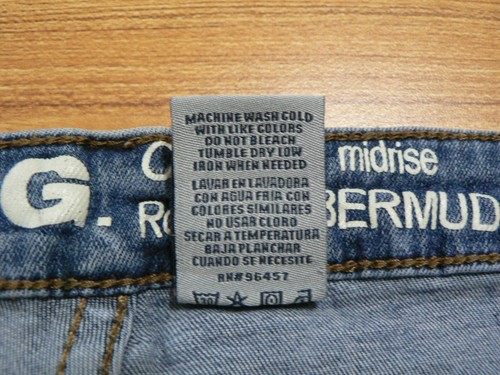 MACHINE WASH COLD
WITH LIKE COLORS
DO NOT BLEACH
TUMBLE DRY LOW
IRON WHEN NEEDED
LAVAR EN LAVADORA
CON AGUA FRIA CON
COLORES SIMILARES
NO USAR CLORO
SECAR A TEMPERATURA
BAJA PLANCHAR
CUANDO SE NECESITE
RN#96457
G.
midrise
BERMUD